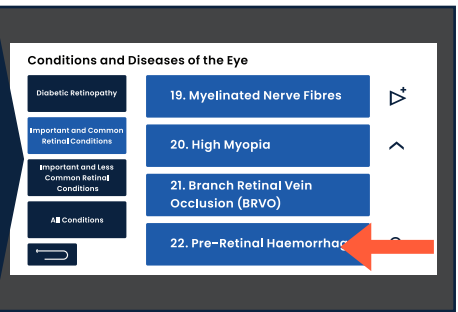 Conditions and Diseases of the Eye
Diabetic Retinopathy
Important and Common
Retinal Conditions
Important and Less
Common Retinal
Conditions
All Conditions
19. Myelinated Nerve Fibres
20. High Myopia
21. Branch Retinal Vein
Occlusion (BRVO)
22. Pre-Retinal